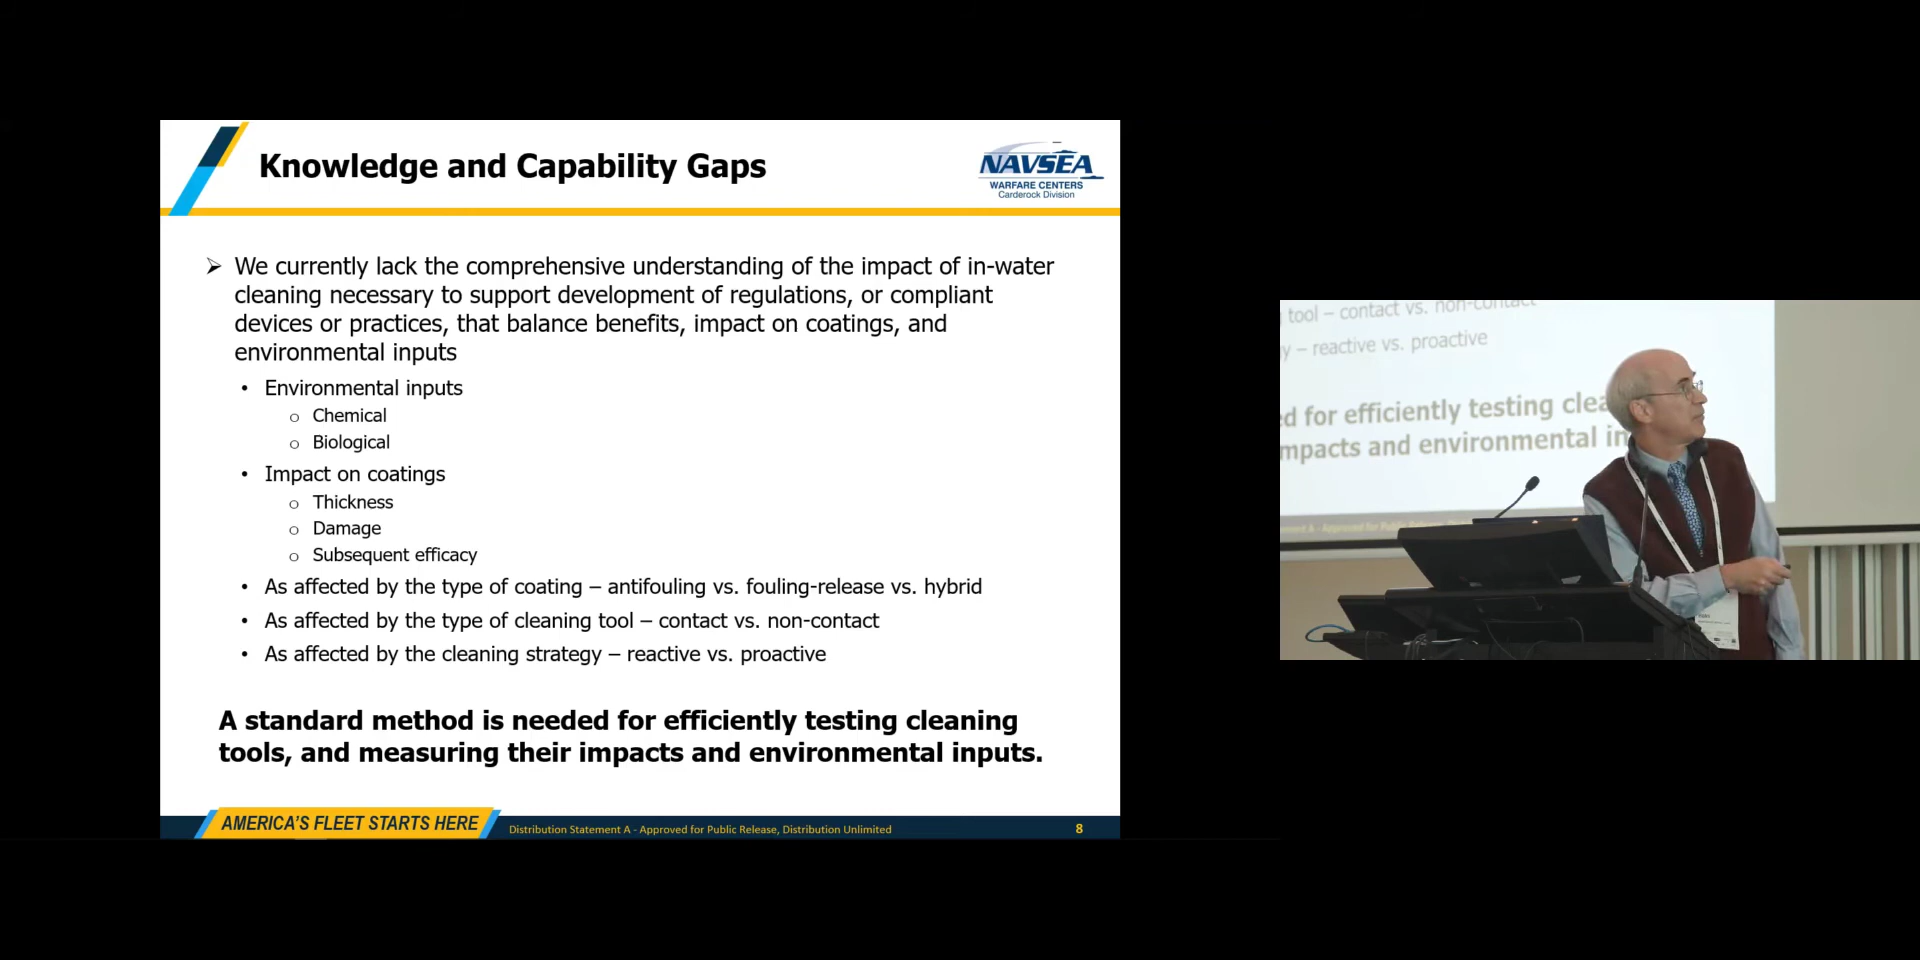 Knowledge and Capability Gaps
NAVSEA
WARFARE CENTERS
Carderock Division
➢ We currently lack the comprehensive understanding of the impact of in-water
cleaning necessary to support development of regulations, or compliant
devices or practices, that balance benefits, impact on coatings, and
environmental inputs
• Environmental inputs
o Chemical
o Biological
• Impact on coatings
o Thickness
o Damage
o Subsequent efficacy
• As affected by the type of coating – antifouling vs. fouling-release vs. hybrid
• As affected by the type of cleaning tool – contact vs. non-contact
• As affected by the cleaning strategy – reactive vs. proactive
A standard method is needed for efficiently testing cleaning
tools, and measuring their impacts and environmental inputs.
AMERICA'S FLEET STARTS HERE
Distribution Statement A - Approved for Public Release, Distribution Unlimited
8
tool – contact vs. non-contact
– reactive vs. proactive
for efficiently testing
and environmental